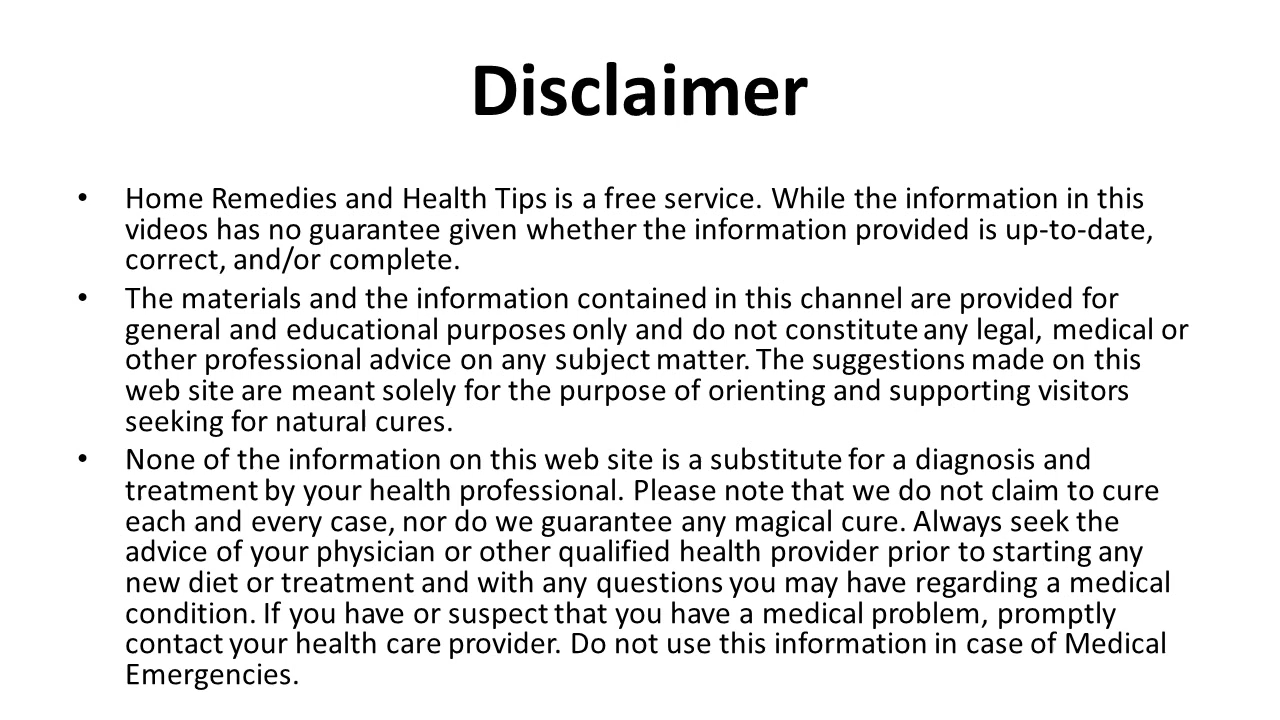 Disclaimer
• Home Remedies and Health Tips is a free service. While the information in this
videos has no guarantee given whether the information provided is up-to-date,
correct, and/or complete.
• The materials and the information contained in this channel are provided for
general and educational purposes only and do not constitute any legal, medical or
other professional advice on any subject matter. The suggestions made on this
web site are meant solely for the purpose of orienting and supporting visitors
seeking for natural cures.
• None of the information on this web site is a substitute for a diagnosis and
treatment by your health professional. Please note that we do not claim to cure
each and every case, nor do we guarantee any magical cure. Always seek the
advice of your physician or other qualified health provider prior to starting any
new diet or treatment and with any questions you may have regarding a medical
condition. If you have or suspect that you have a medical problem, promptly
contact your health care provider. Do not use this information in case of Medical
Emergencies.